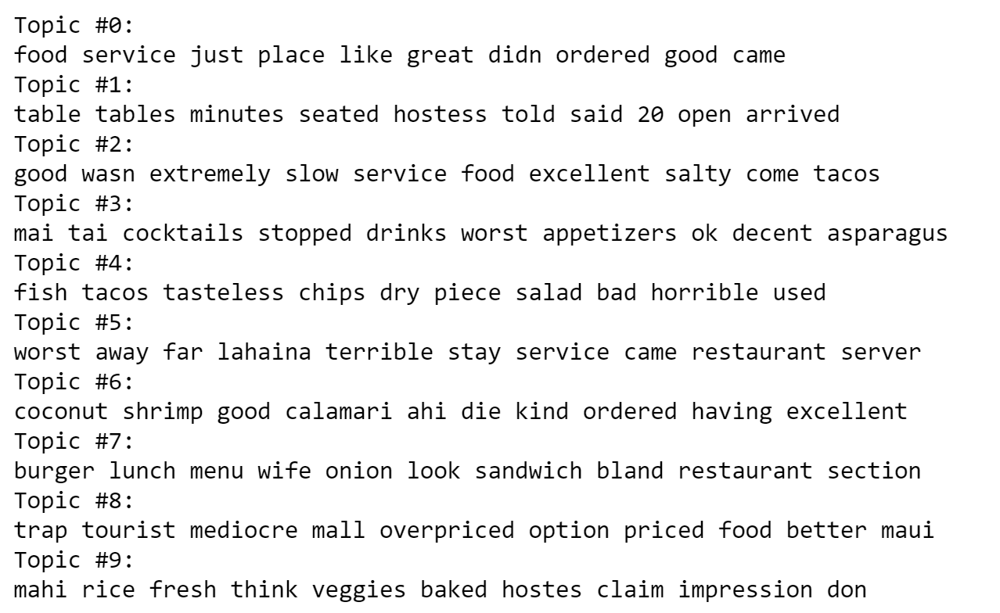 Topic #0:
food service just place like great didn ordered good came
Topic #1:
table tables minutes seated hostess told said 20 open arrived
Topic #2:
good wasn extremely slow service food excellent salty come tacos
Topic #3:
mai tai cocktails stopped drinks worst appetizers ok decent asparagus
Topic #4:
fish tacos tasteless chips dry piece salad bad horrible used
Topic #5:
worst away far lahaina terrible stay service came restaurant server
Topic #6:
coconut shrimp good calamari ahi die kind ordered having excellent
Topic #7:
burger lunch menu wife onion look sandwich bland restaurant section
Topic #8:
trap tourist mediocre mall overpriced option priced food better maui
Topic #9:
mahi rice fresh think veggies baked hostes claim impression don